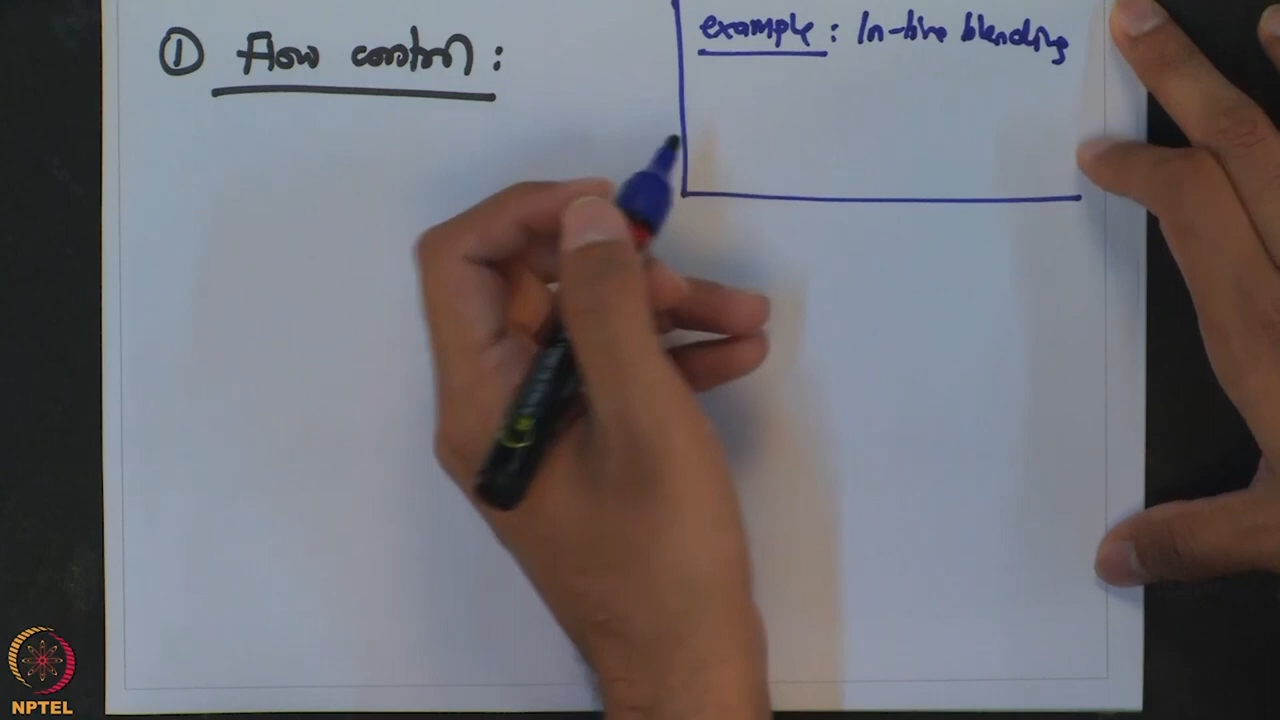 ① Flow control :
example : In-line blending
NPTEL